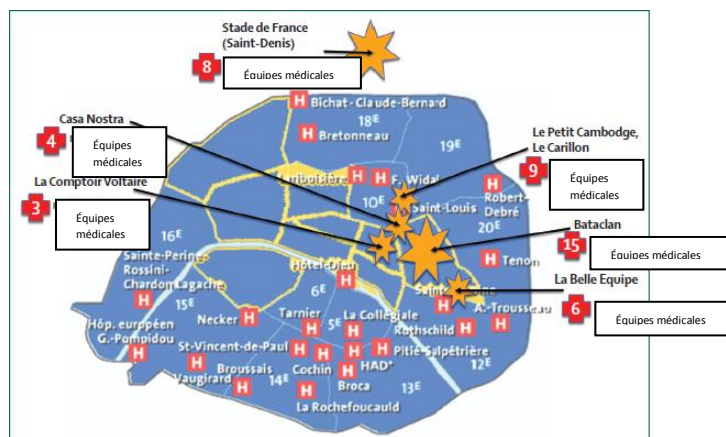 Stade de France
(Saint-Denis)
8
Équipes médicales
Casa Nostra
4
Équipes
médicales
La Comptoir Voltaire
3
Équipes
médicales
Le Petit Cambodge,
Le Carillon
9
Équipes
médicales
Bataclan
15
Équipes médicales
La Belle Equipe
6
Équipes médicales
H
Bichat-Claude-Bernard
18E
H
Bretonneau
19E
Lariboisière
H
H
F. Widal
10E
Saint-Louis
H
Robert-
Debré
20E
H
Tenon
16E
Sainte-Perine
Rossini-
Chardon
Lagache
H
15E
Hôtel-Dieu
H
6E
5E
H
A.-Trousseau
H
Rothschild
H
12E
Necker
H
Tarnier
H
La Collégiale
H
Hôp. européen
G.-Pompidou
H
St-Vincent-de-Paul
H
H
Cochin
HAD*
H
Pitié-Salpétrière
H
Vaugirard
H
Broussais
H
14E
Broca
H
13E
La Rochefoucauld
H